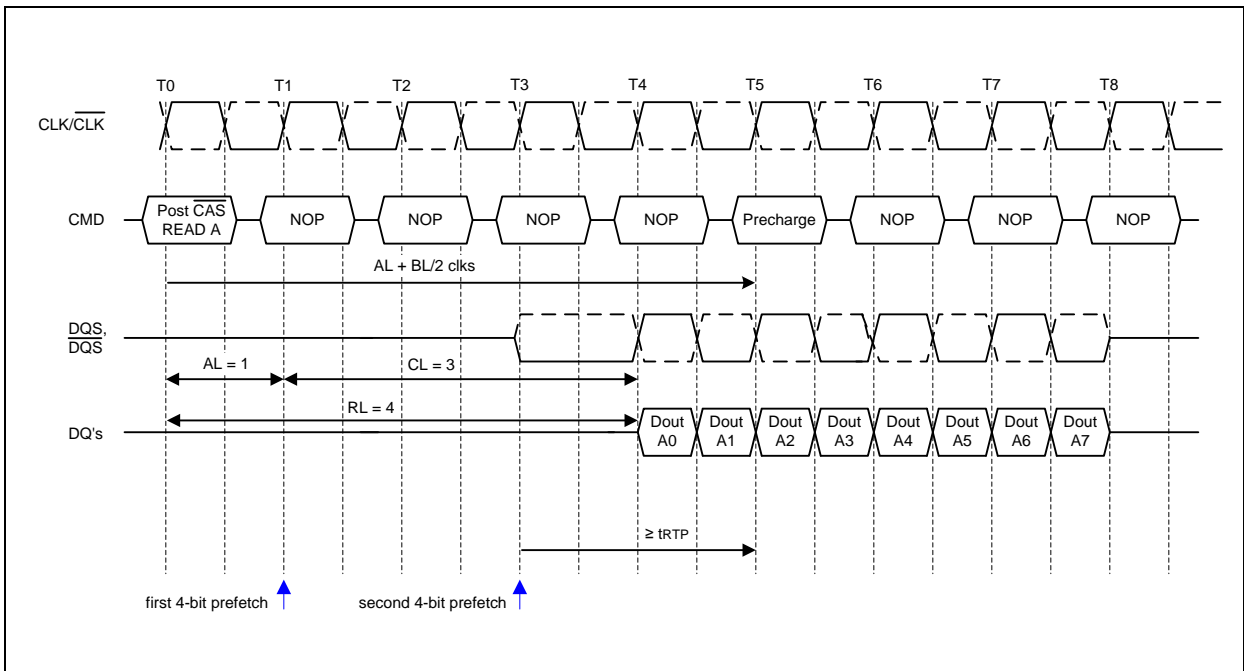 T0 T1 T2 T3 T4 T5 T6 T7 T8
CLK/CLK
CMD
Post CAS
READ A
NOP NOP NOP NOP Precharge NOP NOP NOP
AL + BL/2 clks
DQS,
DQS
AL = 1 CL = 3
RL = 4
DQ's
Dout Dout Dout Dout Dout Dout Dout Dout
A0 A1 A2 A3 A4 A5 A6 A7
≥ tRTP
first 4-bit prefetch second 4-bit prefetch